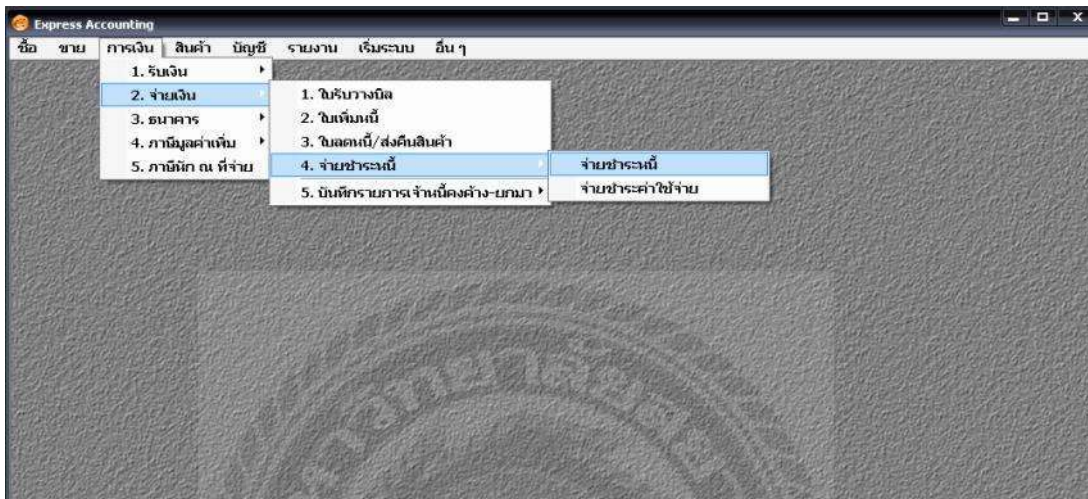 Express Accounting
ซื้อ ขาย การเงิน สินค้า บัญชี รายงาน เริ่มระบบ อื่น ๆ
1. รับเงิน
2. จ่ายเงิน
3. ธนาคาร
4. ภาษีมูลค่าเพิ่ม
5. ภาษีหัก ณ ที่จ่าย
1. ใบรับวางบิล
2. ใบเพิ่มหนี้
3. ใบลดหนี้/ส่งคืนสินค้า
4. จ่ายชำระหนี้
5. บันทึกรายการเจ้าหนี้คงค้าง-ยกมา
จ่ายชำระหนี้
จ่ายชำระค่าใช้จ่าย